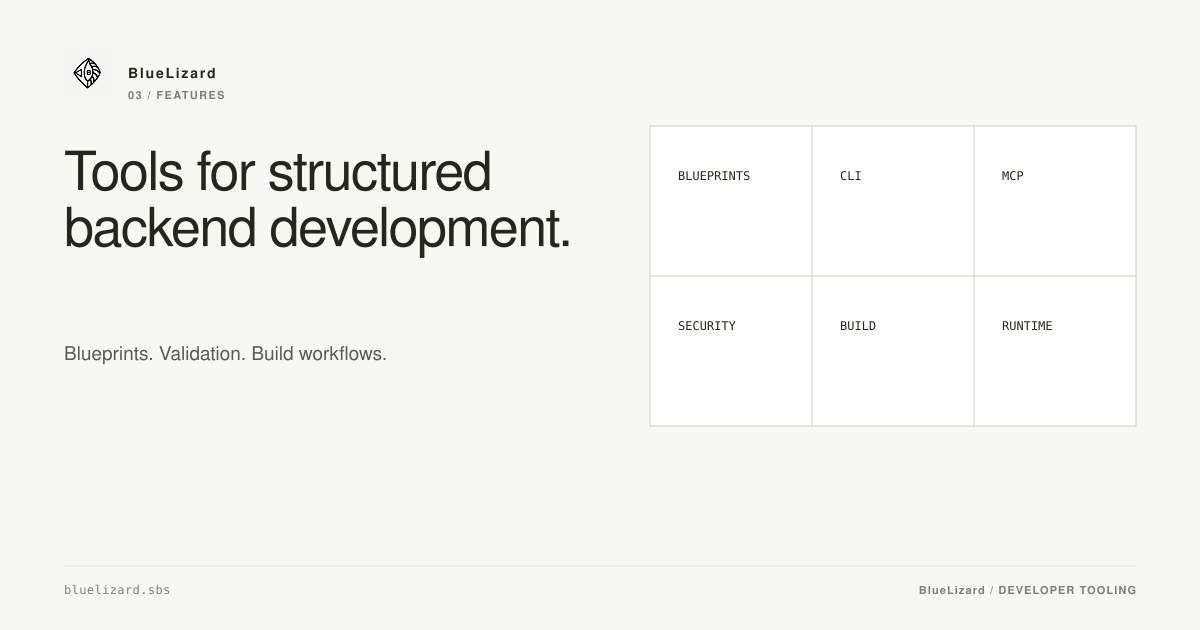 BlueLizard
03 / FEATURES
Tools for structured
backend development.
Blueprints. Validation. Build workflows.
BLUEPRINTS
CLI
MCP
SECURITY
BUILD
RUNTIME
bluelizard.sbs
BlueLizard / DEVELOPER TOOLING